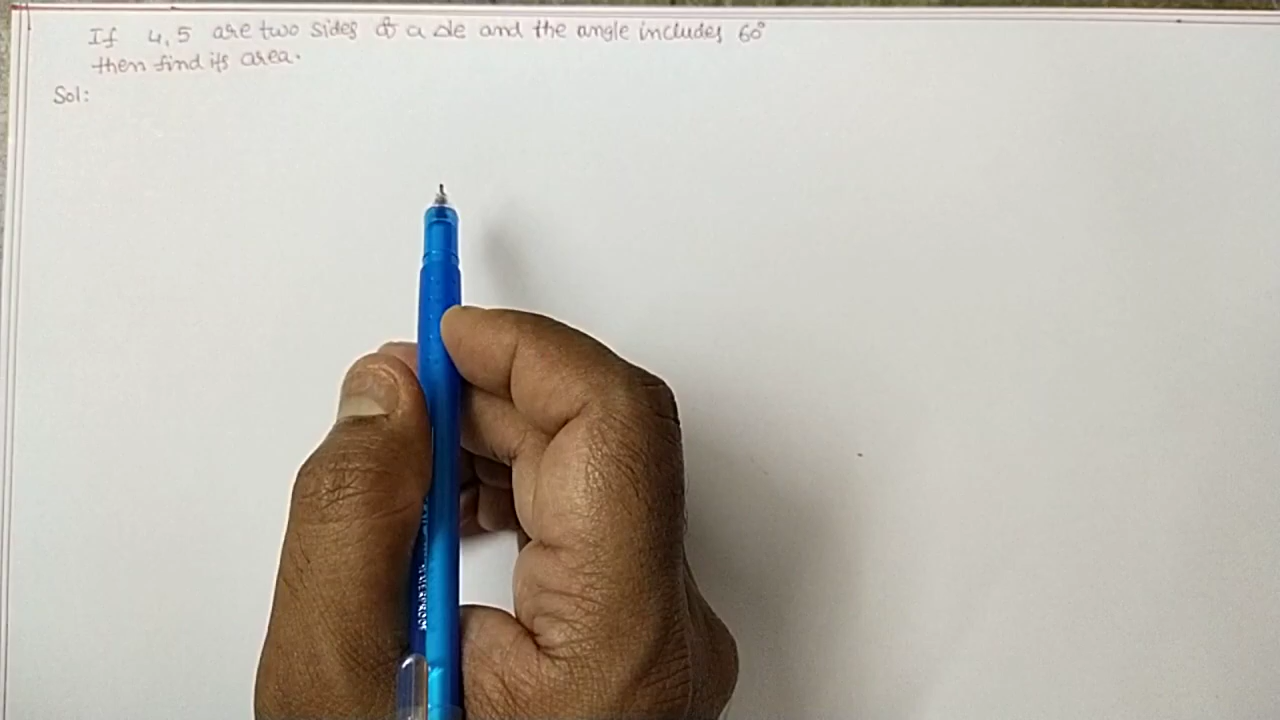 If 4,5 are two sides of a Δle and the angle includes 60°
then find its area.
Sol: